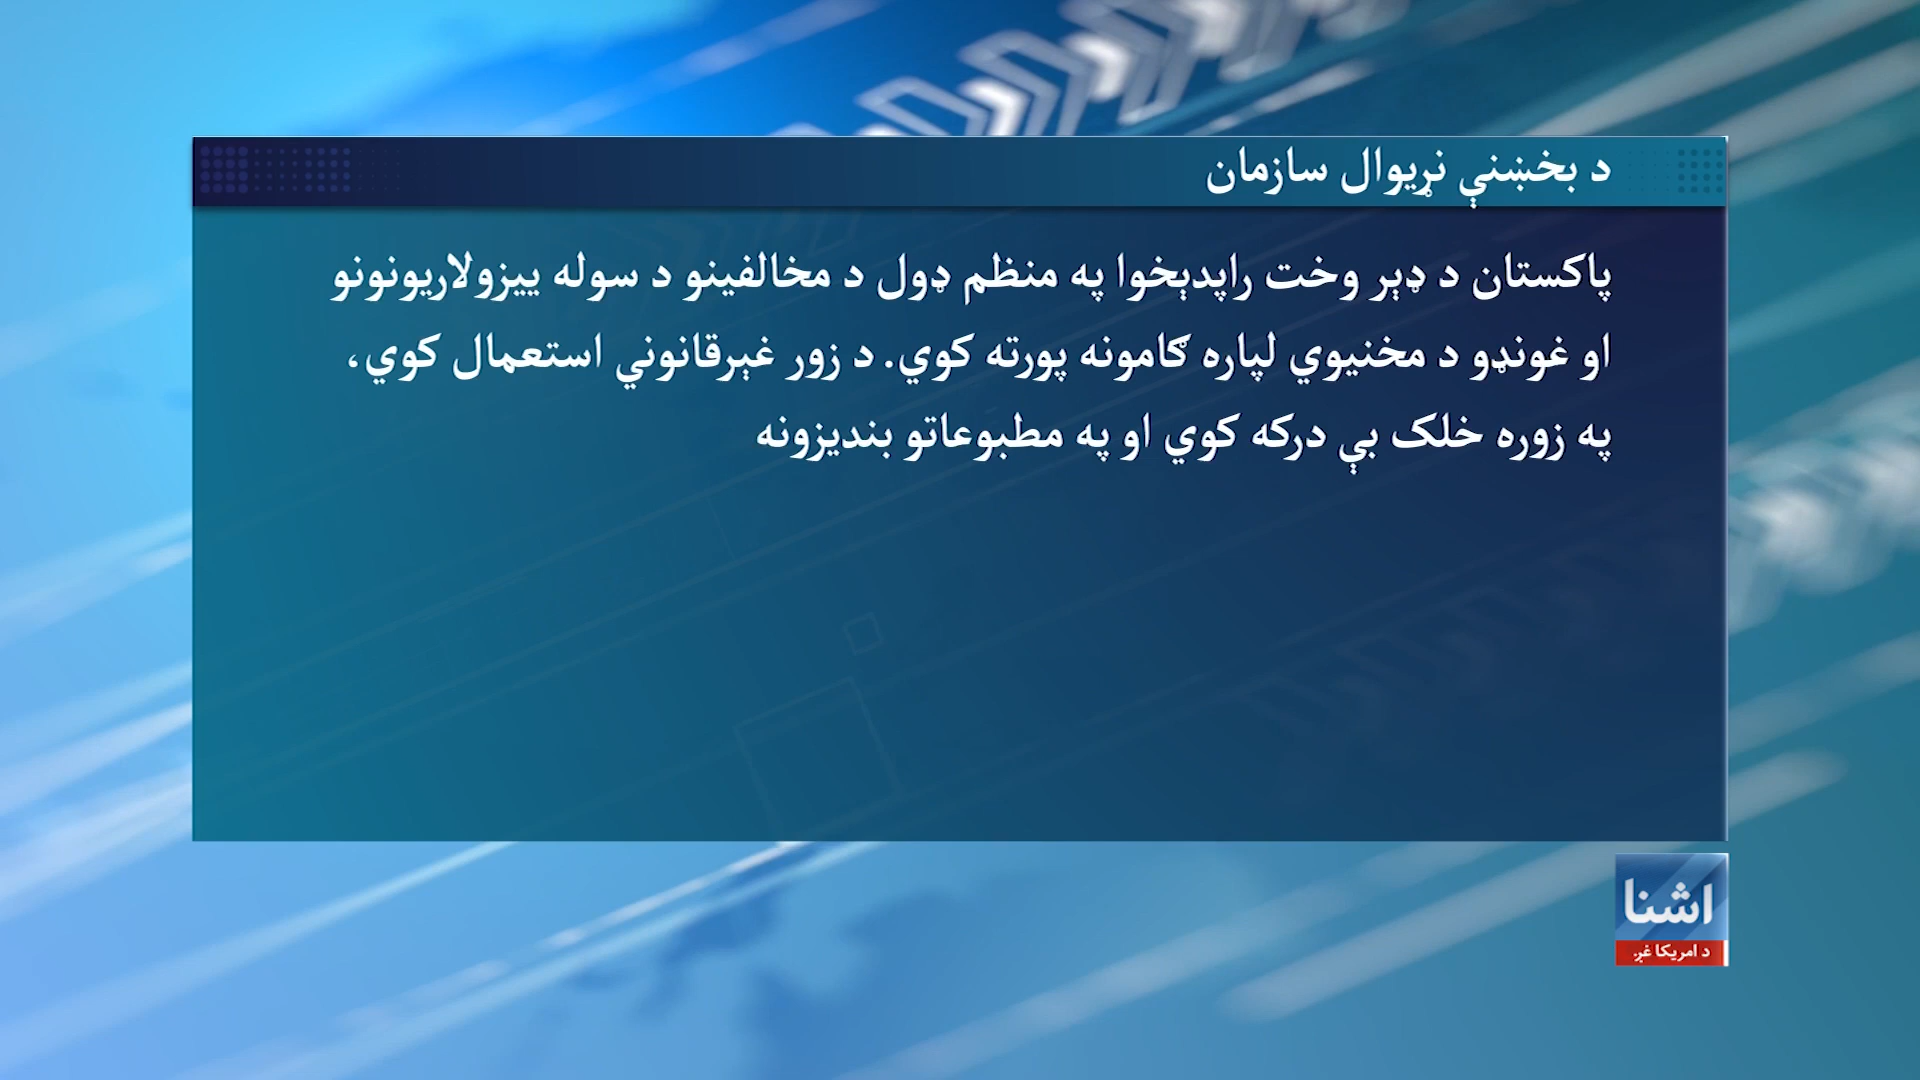 د بخښنې نړیوال سازمان
پاکستان د ډېر وخت راپدېخوا په منظم ډول د مخالفینو د سوله ییزولاریونونو
او غونډو د مخنیوي لپاره ګامونه پورته کوي. د زور غېرقانوني استعمال کوي،
په زوره خلک بې درکه کوي او په مطبوعاتو بندیزونه
اشنا
د امریکا غږ